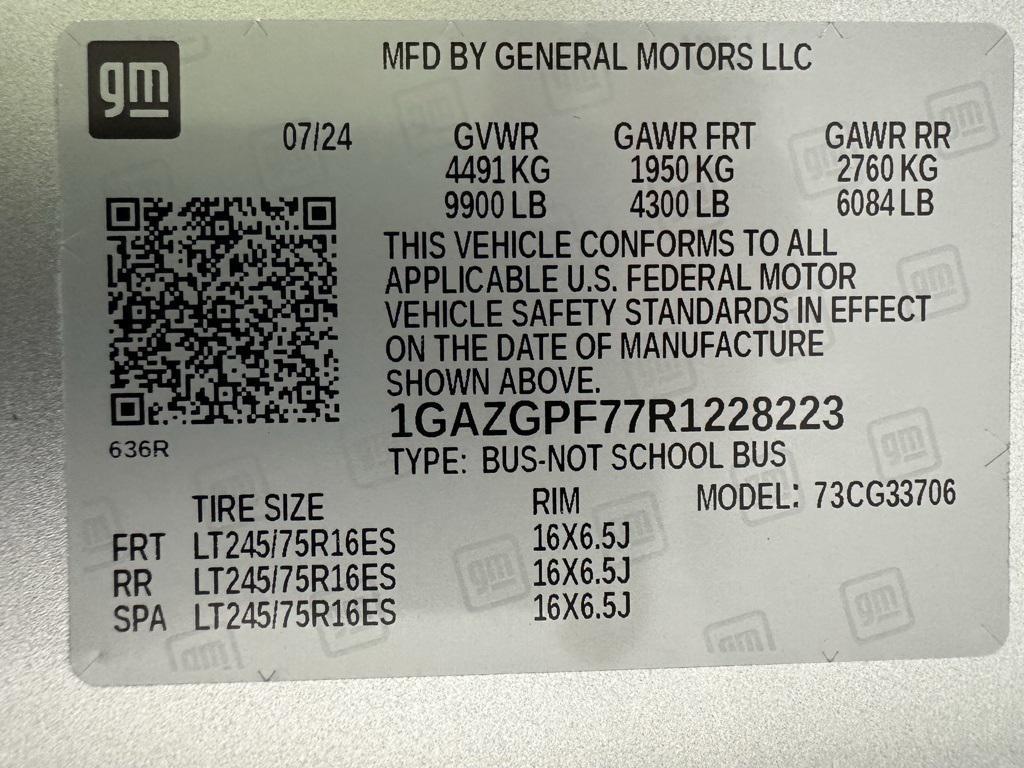 gm
MFD BY GENERAL MOTORS LLC
07/24 GVWR GAWR FRT GAWR RR
4491 KG 1950 KG 2760 KG
9900 LB 4300 LB 6084 LB
THIS VEHICLE CONFORMS TO ALL
APPLICABLE U.S. FEDERAL MOTOR
VEHICLE SAFETY STANDARDS IN EFFECT
ON THE DATE OF MANUFACTURE
SHOWN ABOVE.
1GAZGPF77R1228223
636R
TYPE: BUS-NOT SCHOOL BUS
TIRE SIZE RIM MODEL: 73CG33706
FRT LT245/75R16ES 16X6.5J
RR LT245/75R16ES 16X6.5J
SPA LT245/75R16ES 16X6.5J